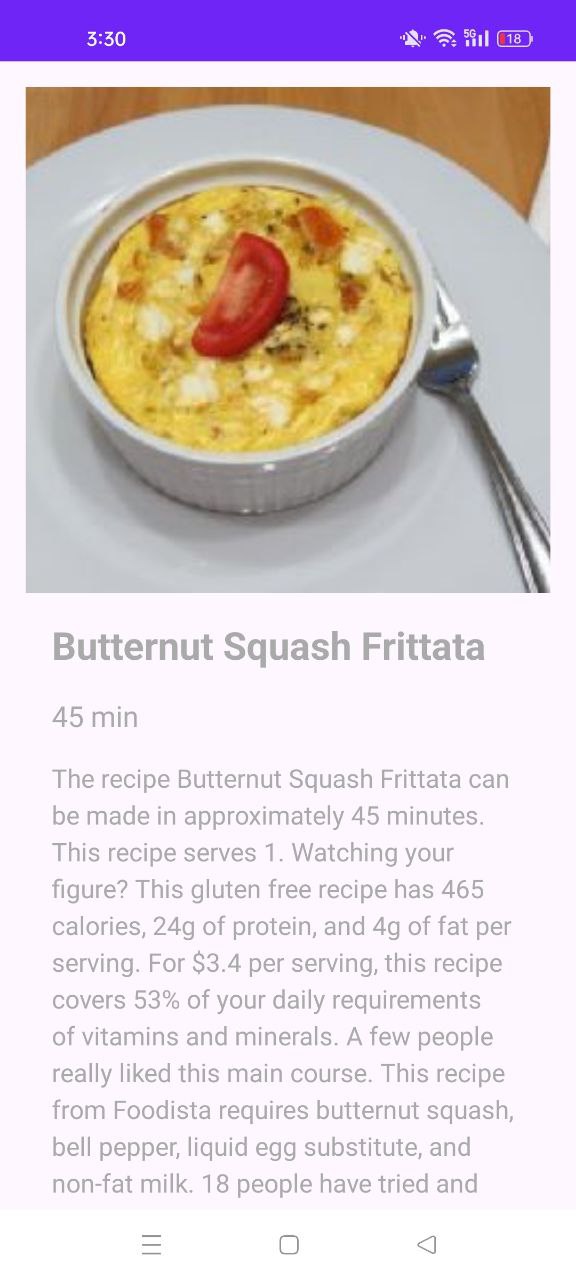 3:30
5G
18
Butternut Squash Frittata
45 min
The recipe Butternut Squash Frittata can
be made in approximately 45 minutes.
This recipe serves 1. Watching your
figure? This gluten free recipe has 465
calories, 24g of protein, and 4g of fat per
serving. For $3.4 per serving, this recipe
covers 53% of your daily requirements
of vitamins and minerals. A few people
really liked this main course. This recipe
from Foodista requires butternut squash,
bell pepper, liquid egg substitute, and
non-fat milk. 18 people have tried and